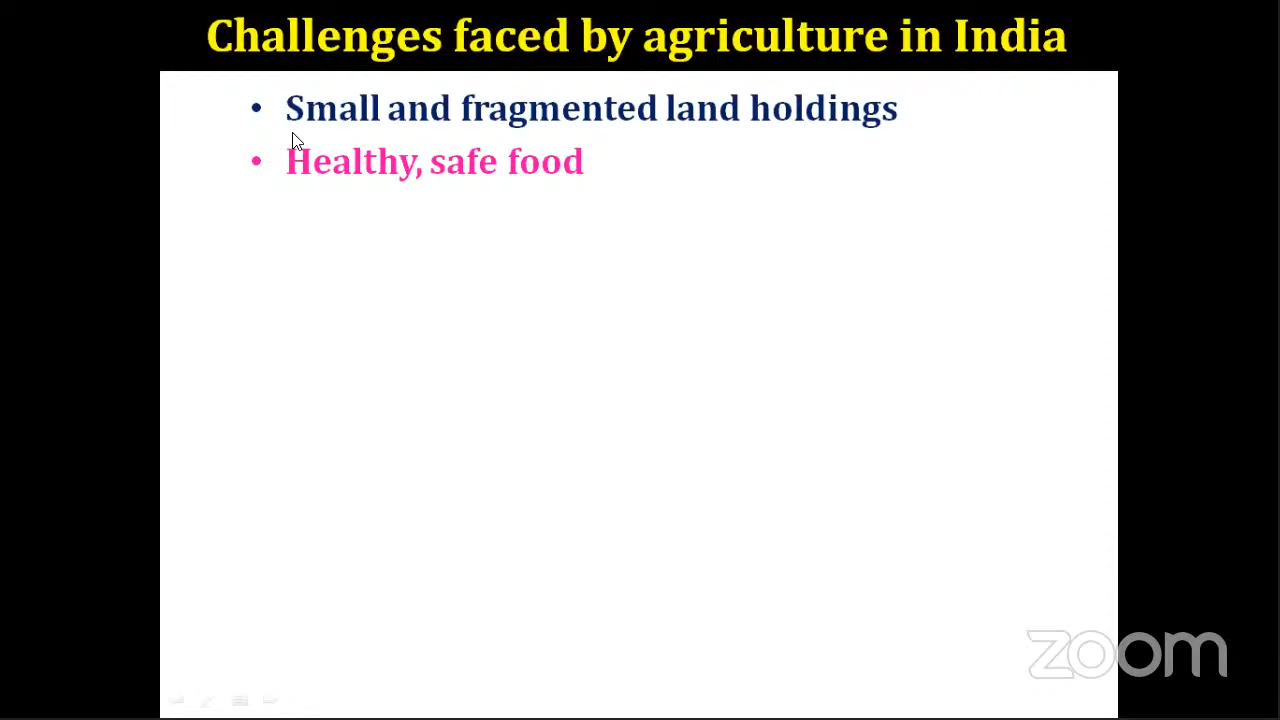 Challenges faced by agriculture in India
• Small and fragmented land holdings
• Healthy, safe food
zoom